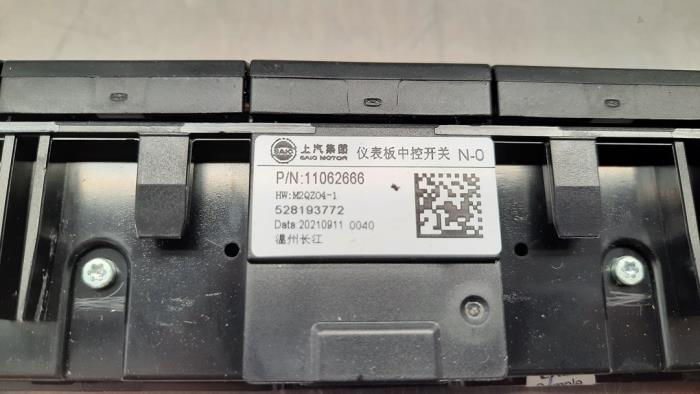 SAIC 上汽集团 仪表板中控开关 N-0
SAIC MOTOR
P/N:11062666
HW:M2QZ04-1
528193772
Data:20210911 0040
温州长江